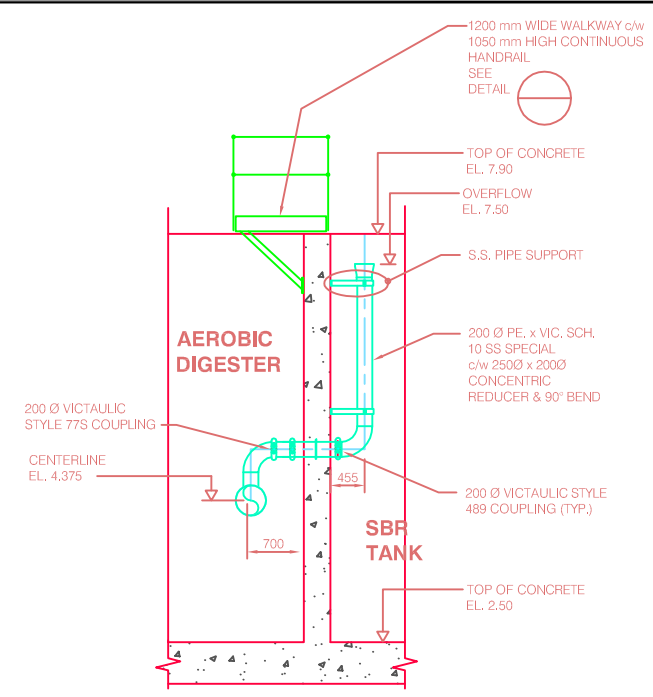 1200 mm WIDE WALKWAY c/w
1050 mm HIGH CONTINUOUS
HANDRAIL
SEE
DETAIL
TOP OF CONCRETE
EL. 7.90
OVERFLOW
EL. 7.50
S.S. PIPE SUPPORT
AEROBIC
DIGESTER
200 Ø PE. x VIC. SCH.
10 SS SPECIAL
c/w 250Ø x 200Ø
CONCENTRIC
REDUCER & 90° BEND
200 Ø VICTAULIC
STYLE 77S COUPLING
CENTERLINE
EL. 4.375
455
200 Ø VICTAULIC STYLE
489 COUPLING (TYP.)
700
SBR
TANK
TOP OF CONCRETE
EL. 2.50